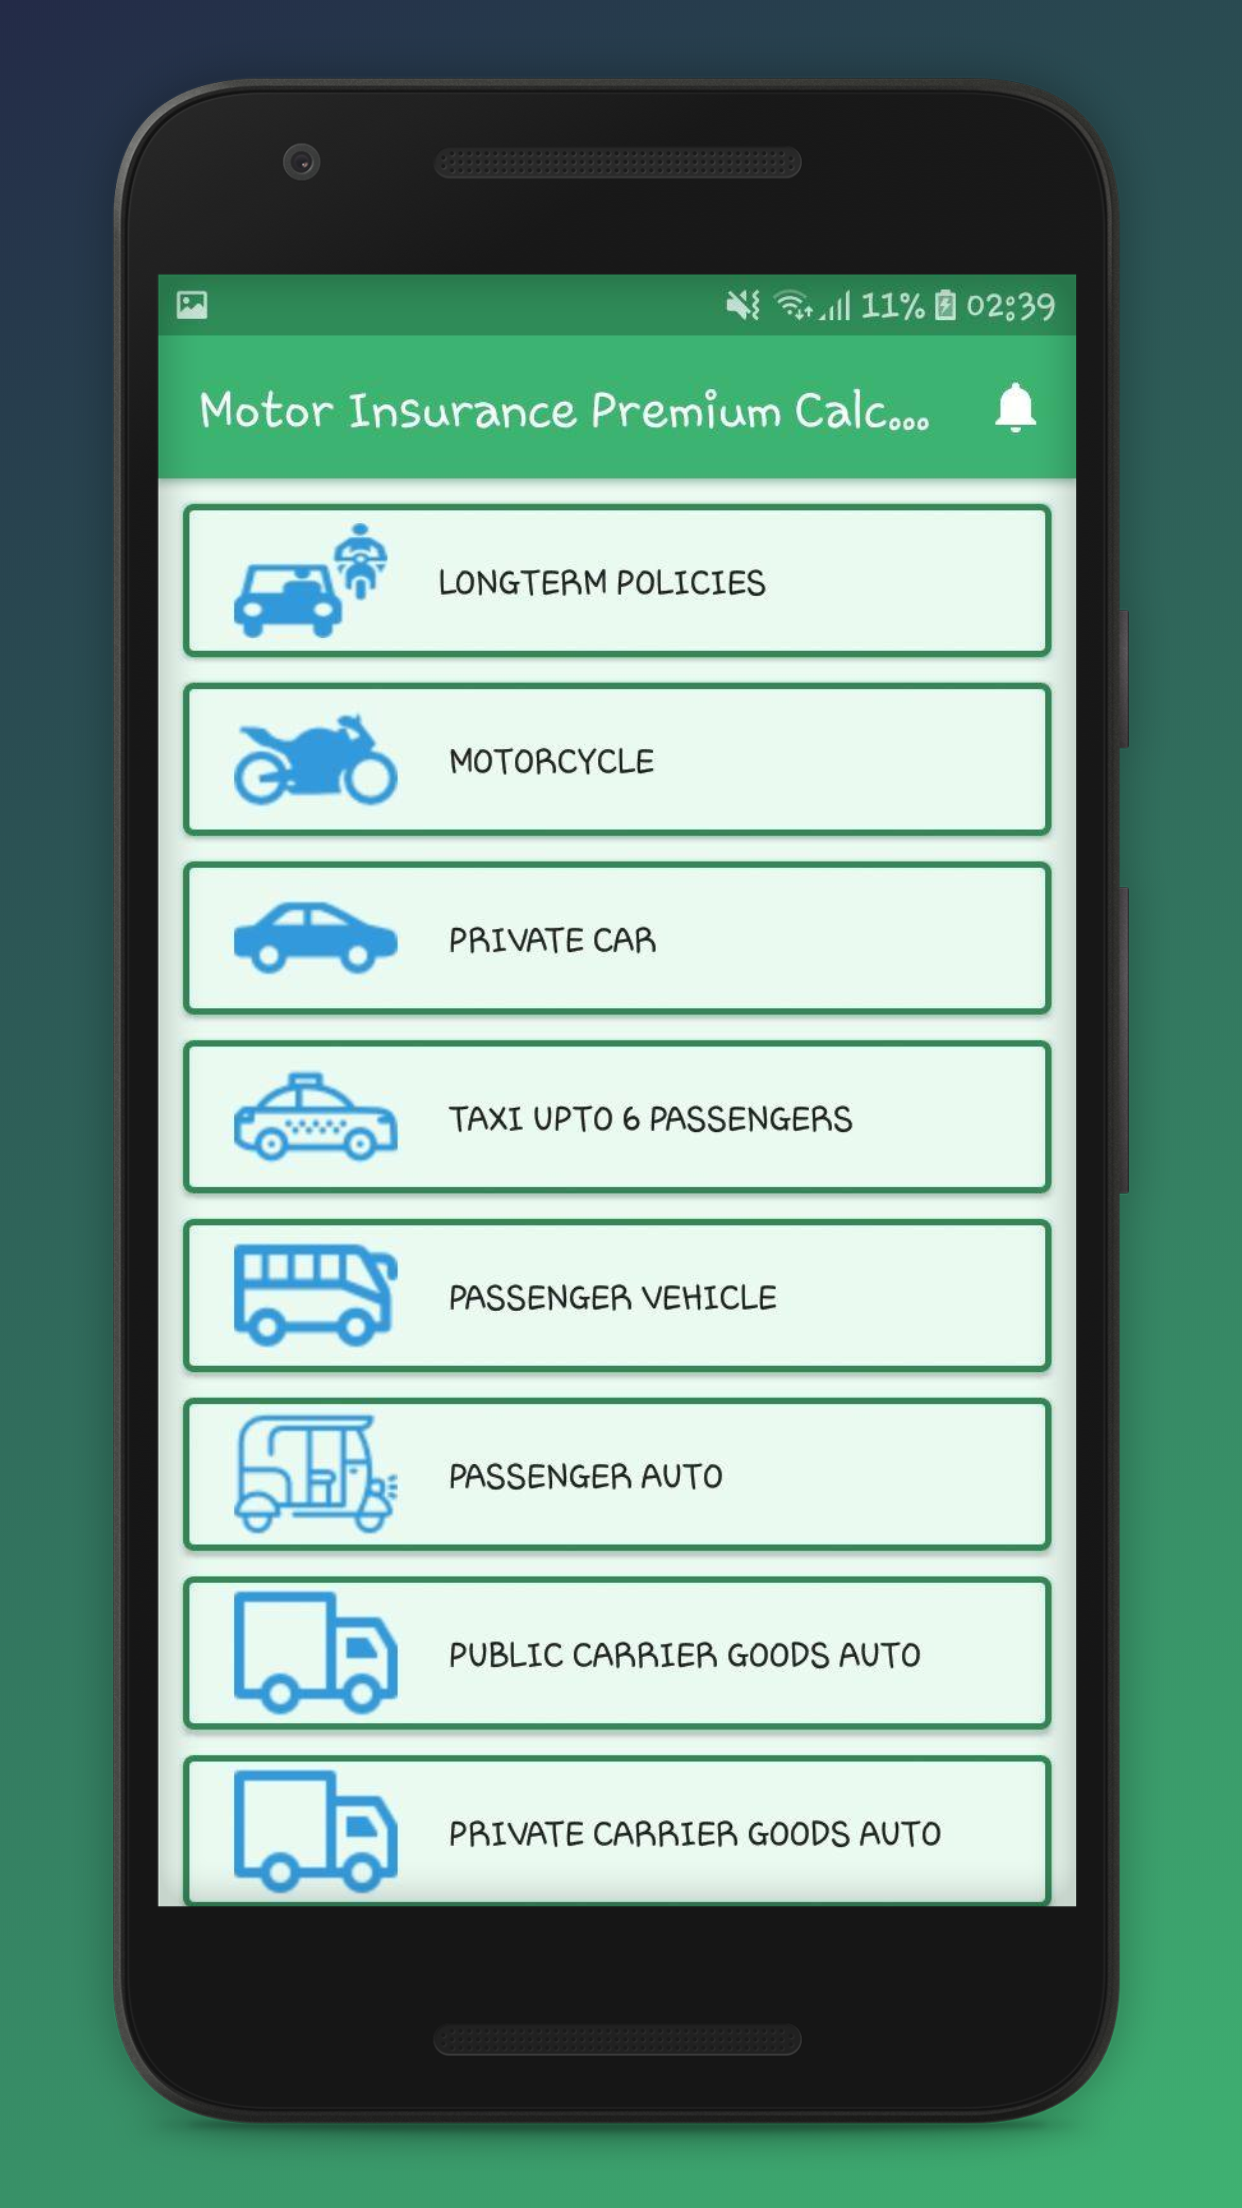 11% 02:39
Motor Insurance Premium Calc...
LONGTERM POLICIES
MOTORCYCLE
PRIVATE CAR
TAXI UPTO 6 PASSENGERS
PASSENGER VEHICLE
PASSENGER AUTO
PUBLIC CARRIER GOODS AUTO
PRIVATE CARRIER GOODS AUTO